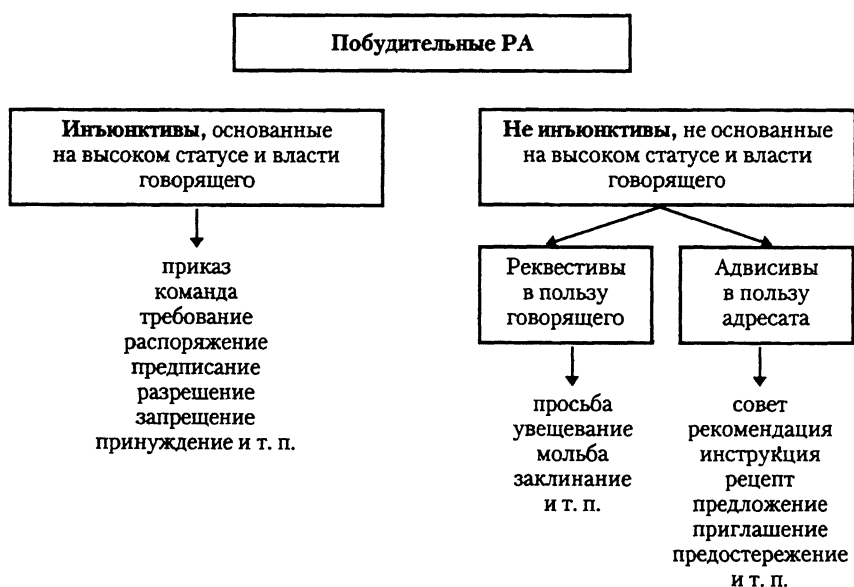 Побудительные РА
Инъюнктивы, основанные
на высоком статусе и власти
говорящего
приказ
команда
требование
распоряжение
предписание
разрешение
запрещение
принуждение и т. п.
Не инъюнктивы, не основанные
на высоком статусе и власти
говорящего
Реквестивы
в пользу
говорящего
просьба
увещевание
мольба
заклинание
и т. п.
Адвисивы
в пользу
адресата
совет
рекомендация
инструкция
рецепт
предложение
приглашение
предостережение
и т. п.